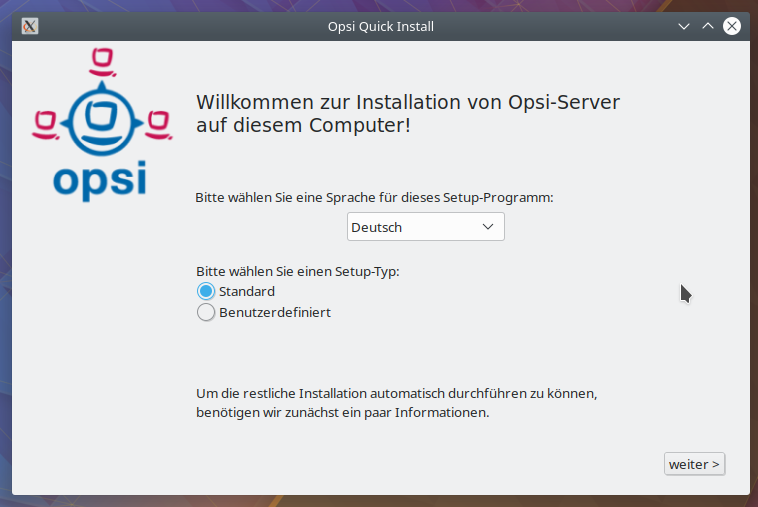 Opsi Quick Install
opsi
Willkommen zur Installation von Opsi-Server
auf diesem Computer!
Bitte wählen Sie eine Sprache für dieses Setup-Programm:
Deutsch
Bitte wählen Sie einen Setup-Typ:
Standard
Benutzerdefiniert
Um die restliche Installation automatisch durchführen zu können,
benötigen wir zunächst ein paar Informationen.
weiter >